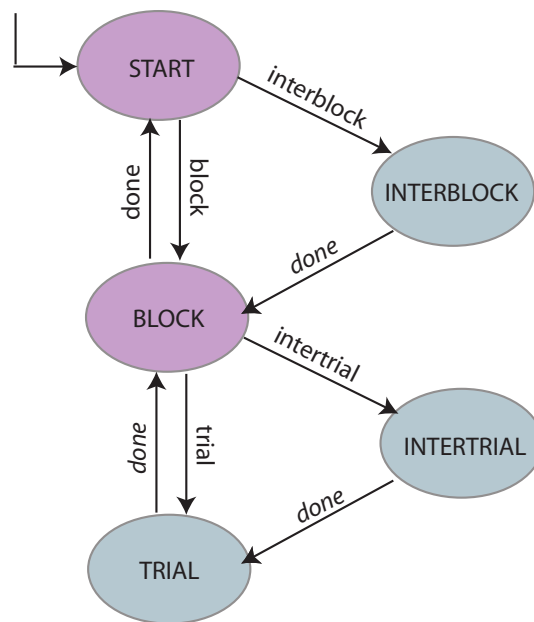 START
interblock
done
block
INTERBLOCK
done
BLOCK
intertrial
done
trial
INTERTRIAL
done
TRIAL